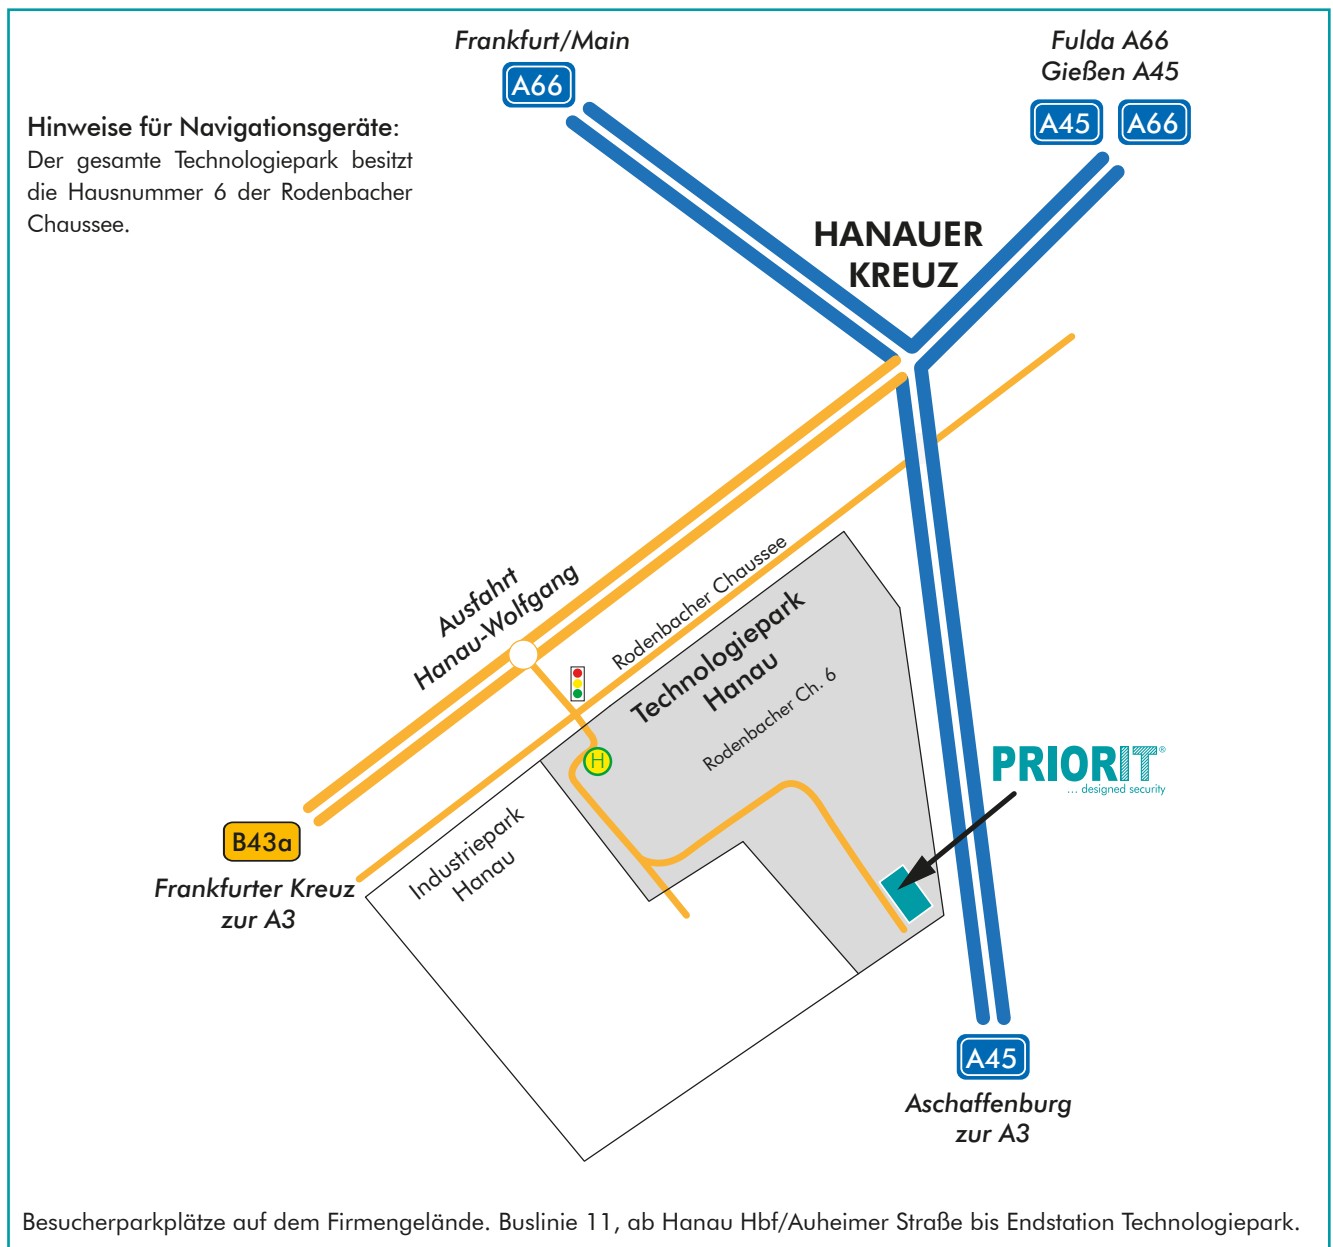 Frankfurt/Main
A66
Fulda A66
Gießen A45
A45 A66
Hinweise für Navigationsgeräte:
Der gesamte Technologiepark besitzt
die Hausnummer 6 der Rodenbacher
Chaussee.
HANAUER
KREUZ
Ausfahrt
Hanau-Wolfgang
Rodenbacher Chaussee
Technologiepark
Hanau
Rodenbacher Ch. 6
H
PRIORIT®
... designed security
Industriepark
Hanau
B43a
Frankfurter Kreuz
zur A3
A45
Aschaffenburg
zur A3
Besucherparkplätze auf dem Firmengelände. Buslinie 11, ab Hanau Hbf/Auheimer Straße bis Endstation Technologiepark.